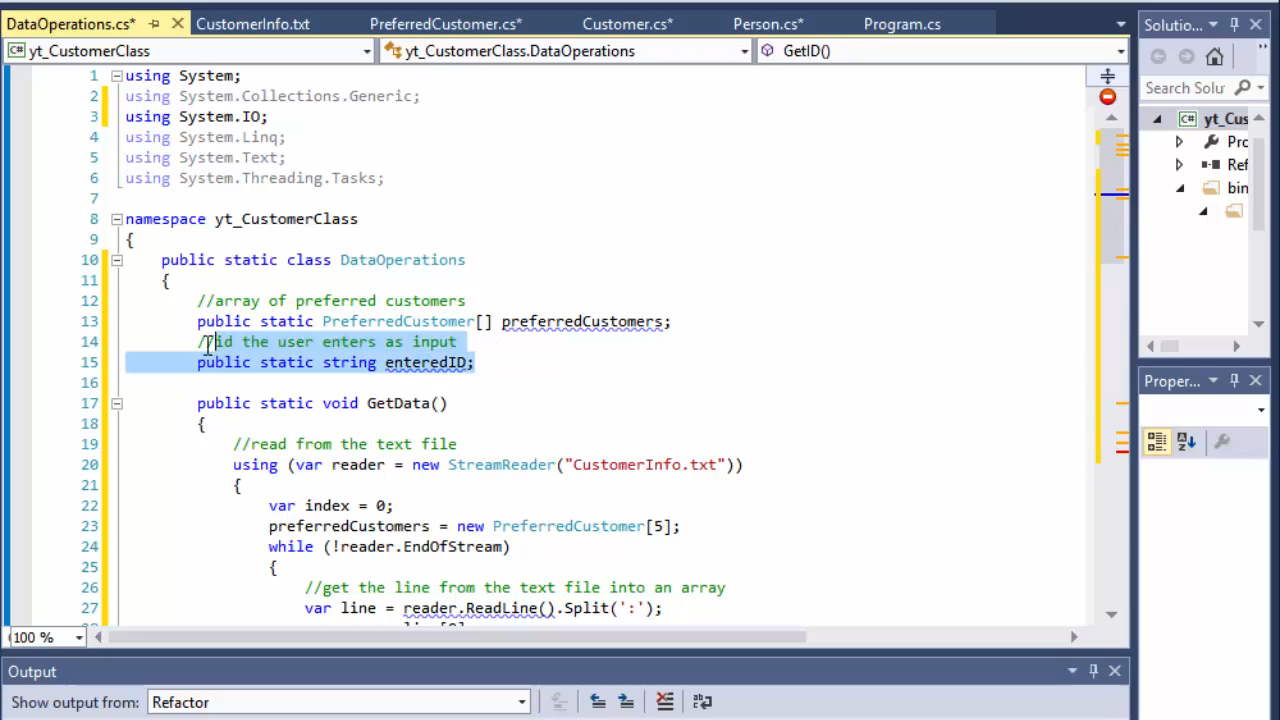 DataOperations.cs* CustomerInfo.txt PreferredCustomer.cs* Customer.cs* Person.cs* Program.cs
Solutio...
C# yt_CustomerClass yt_CustomerClass.DataOperations GetID()
Search Solu
1 using System;
2 using System.Collections.Generic;
3 using System.IO;
4 using System.Linq;
5 using System.Text;
6 using System.Threading.Tasks;
7
8 namespace yt_CustomerClass
9 {
10 public static class DataOperations
11 {
12 //array of preferred customers
13 public static PreferredCustomer[] preferredCustomers;
14 //id the user enters as input
15 public static string enteredID;
16
17 public static void GetData()
18 {
19 //read from the text file
20 using (var reader = new StreamReader("CustomerInfo.txt"))
21 {
22 var index = 0;
23 preferredCustomers = new PreferredCustomer[5];
24 while (!reader.EndOfStream)
25 {
26 //get the line from the text file into an array
27 var line = reader.ReadLine().Split(':');
100 %
C# yt_Cus
Pro
Ref
bin
Proper...
Output
Show output from: Refactor